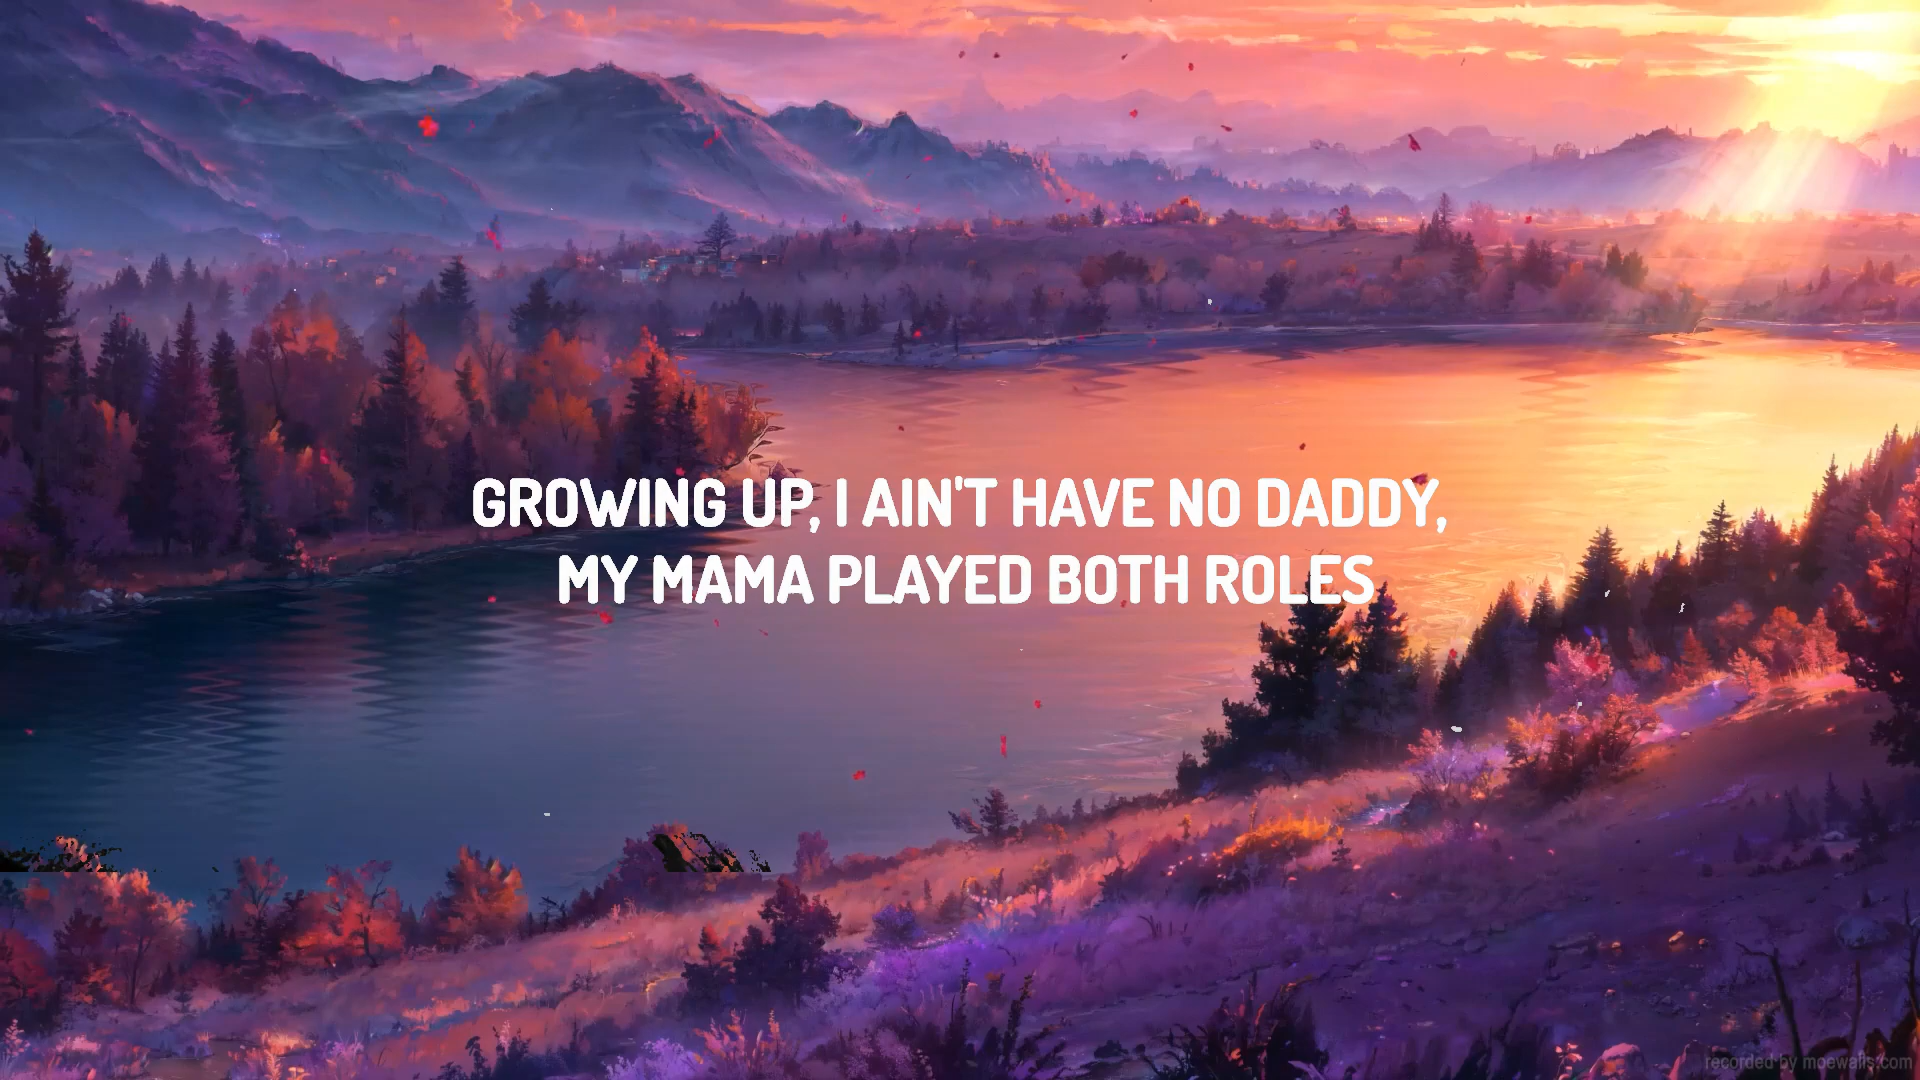 GROWING UP, I AIN'T HAVE NO DADDY,
MY MAMA PLAYED BOTH ROLES
recorded by moewalls.com